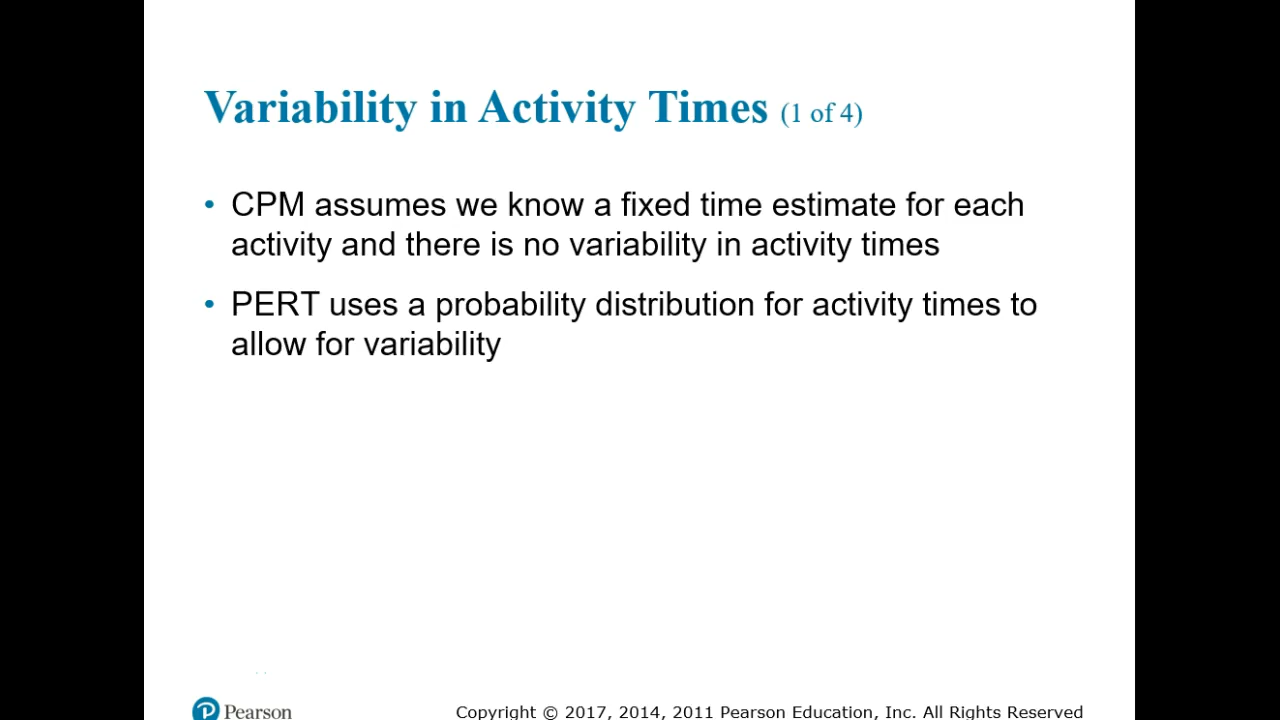 Variability in Activity Times (1 of 4)
• CPM assumes we know a fixed time estimate for each
activity and there is no variability in activity times
• PERT uses a probability distribution for activity times to
allow for variability
Pearson
Copyright © 2017, 2014, 2011 Pearson Education, Inc. All Rights Reserved